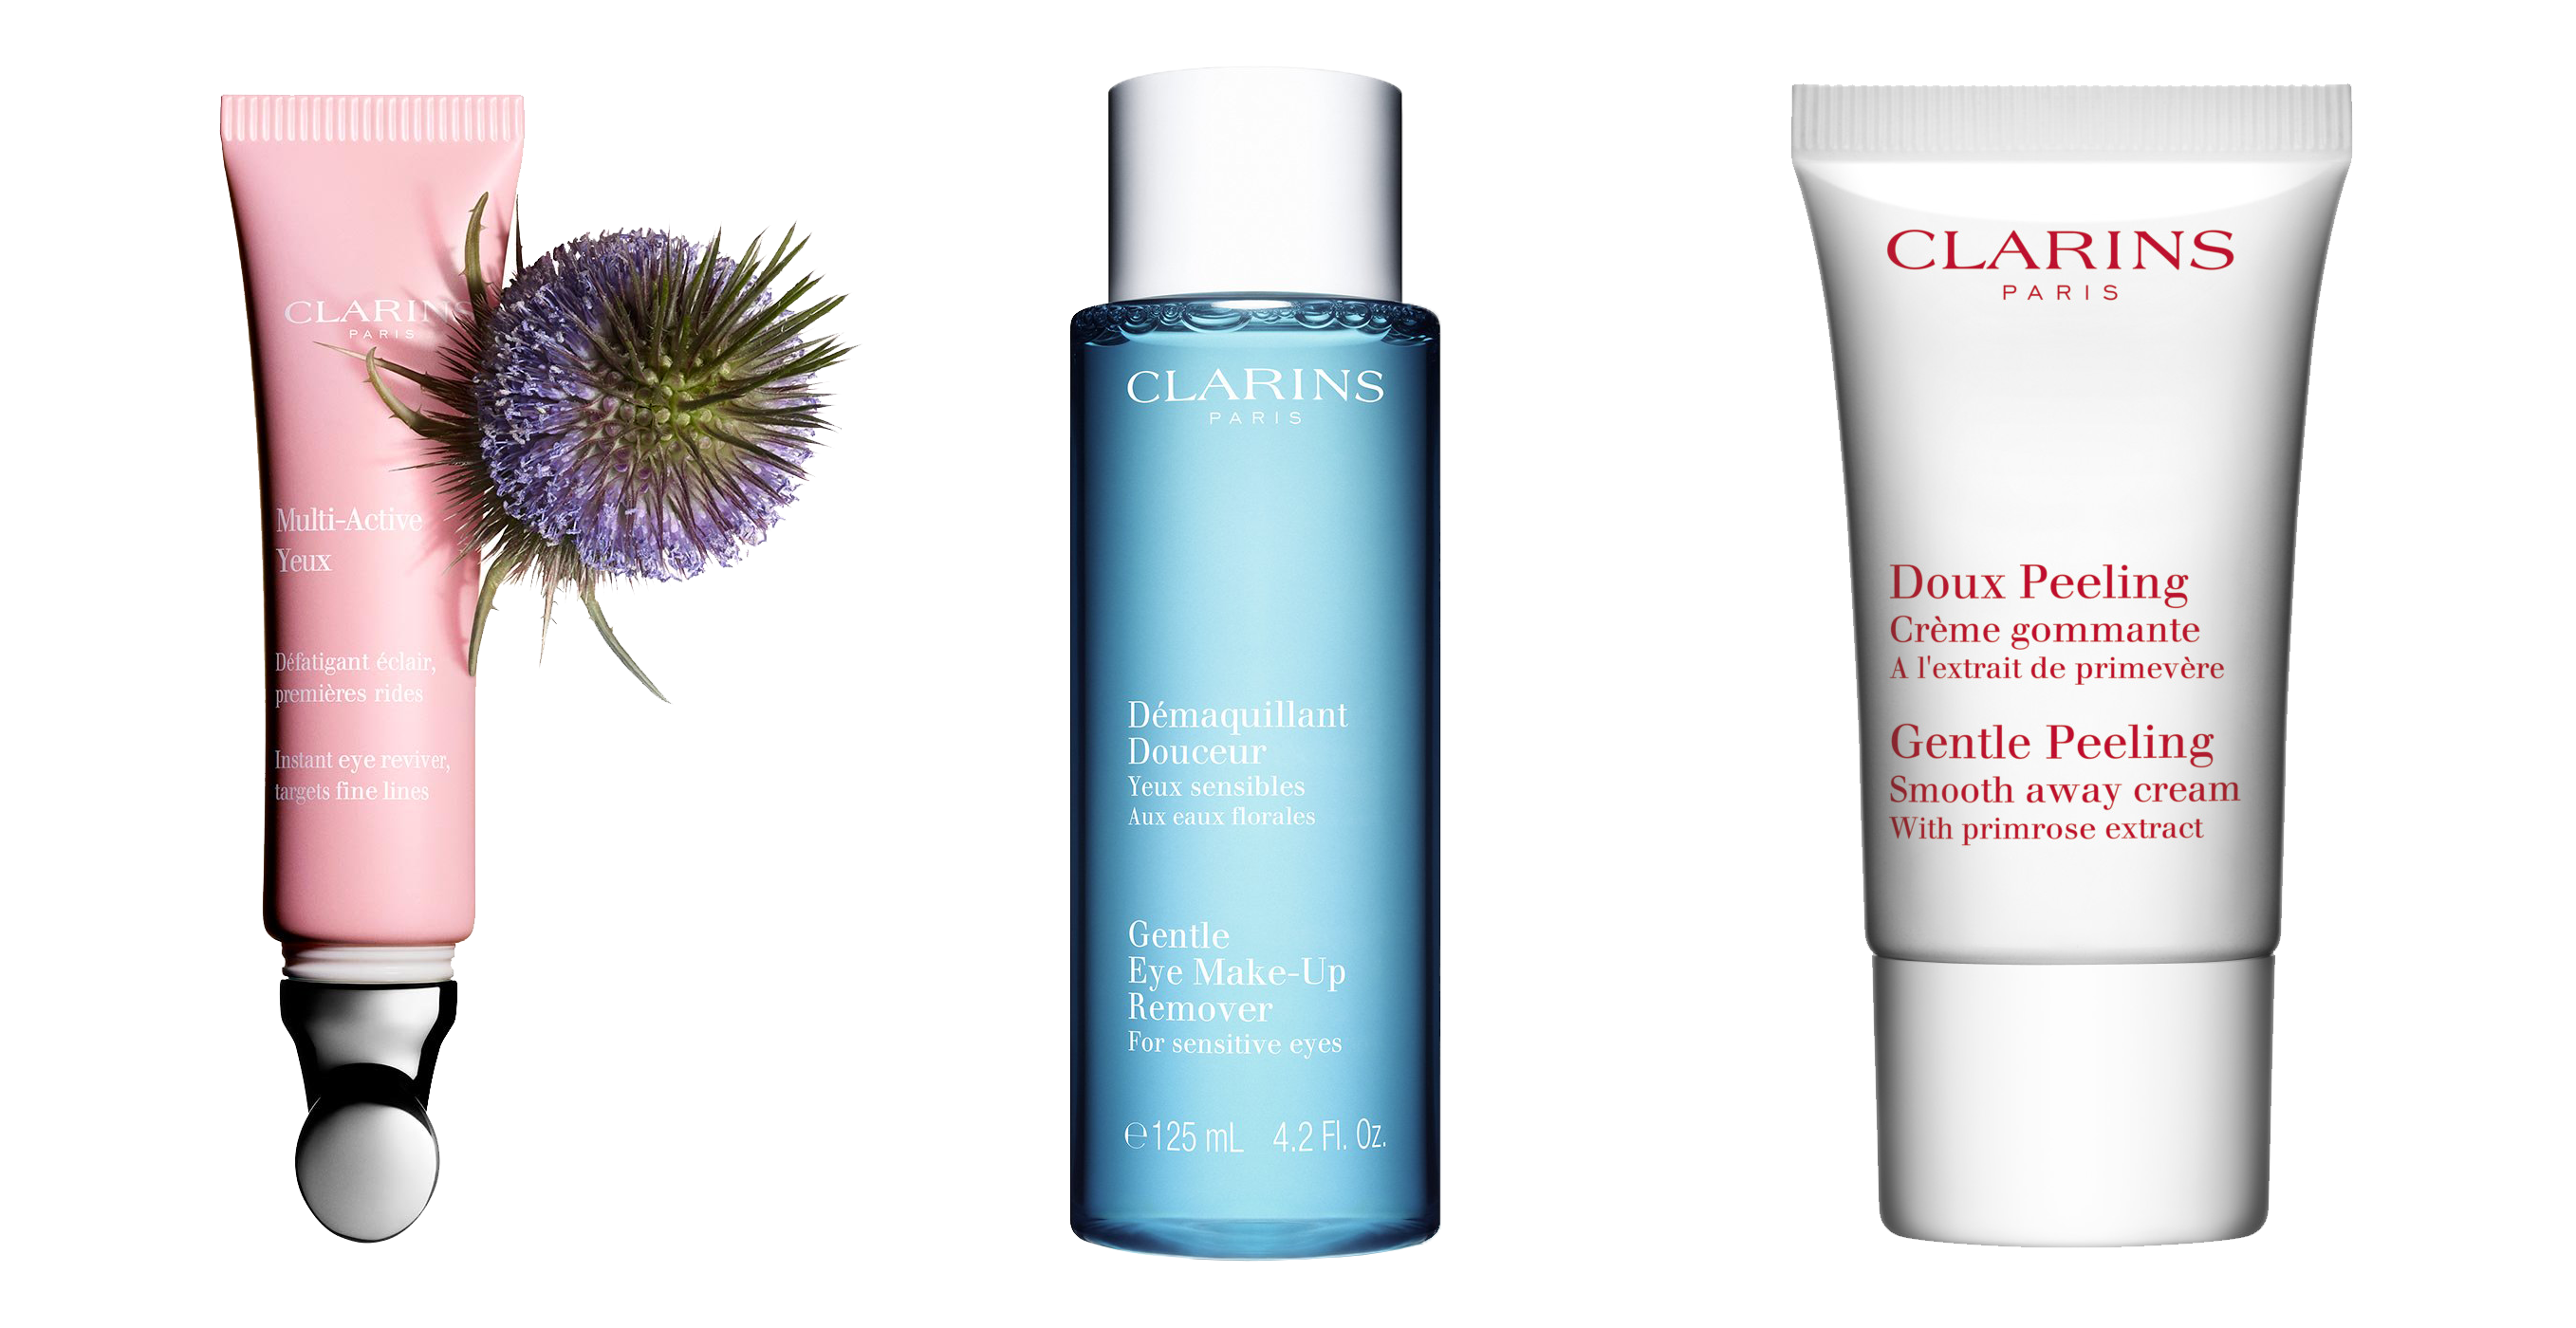 CLARINS
PARIS
Multi-Active
Yeux
Défatigant éclair,
premières rides
Instant eye reviver,
targets fine lines
CLARINS
PARIS
Démaquillant
Douceur
Yeux sensibles
Aux eaux florales
Gentle
Eye Make-Up
Remover
For sensitive eyes
℮125 mL 4.2 Fl. Oz.
CLARINS
PARIS
Doux Peeling
Crème gommante
A l'extrait de primevère
Gentle Peeling
Smooth away cream
With primrose extract